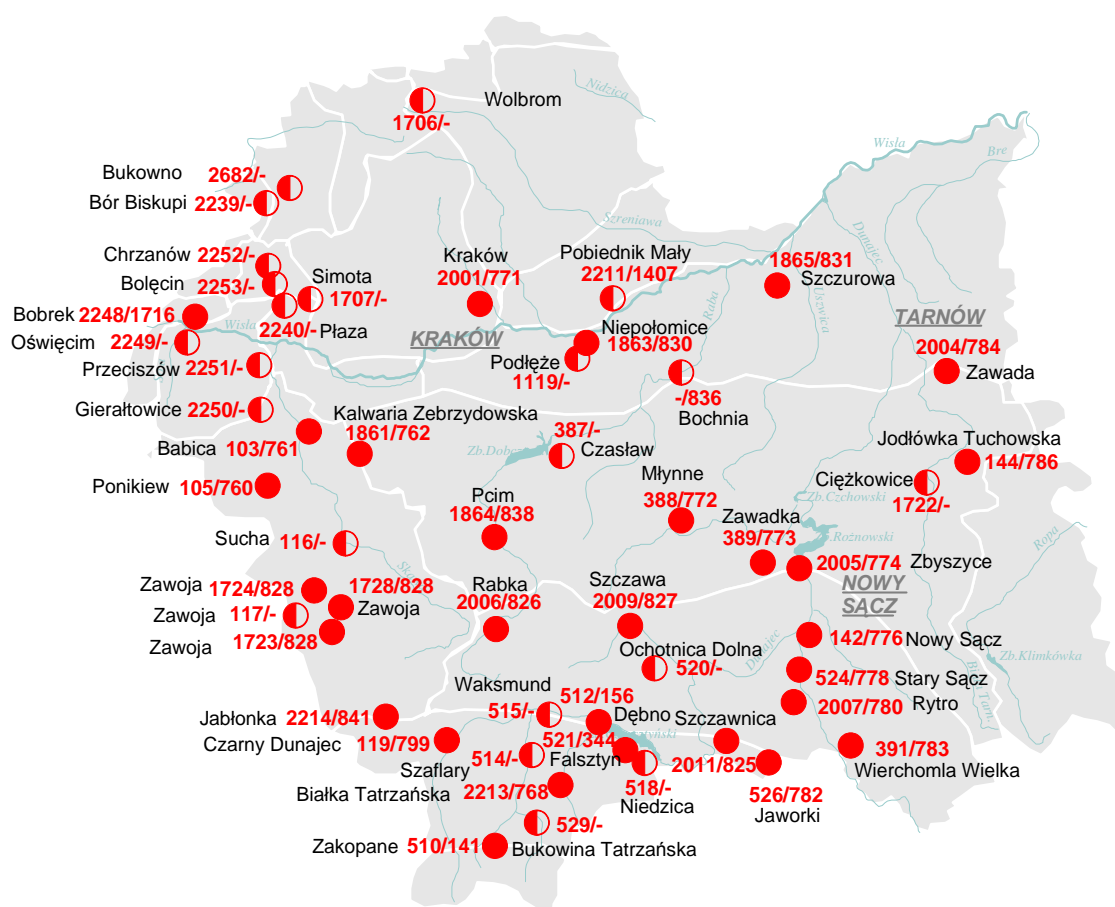 Wolbrom
1706/-
Nidzica
Wisla
Bre
Bukowno
2682/-
Bór Biskupi
2239/-
Szreniawa
Dunajec
Chrzanów
2252/-
Bolęcin
2253/-
Simota
1707/-
Kraków
2001/771
Pobiednik Mały
2211/1407
1865/831
Szczurowa
Raba
Uszwica
Bobrek
2248/1716
Wisla
2240/-
Płaza
KRAKÓW
Niepołomice
1863/830
TARNÓW
2004/784
Zawada
Oświęcim
2249/-
Przeciszów
2251/-
Podłęże
1119/-
-/836
Bochnia
Gierałtowice
2250/-
Kalwaria Zebrzydowska
1861/762
Babica
103/761
387/-
Czasław
Zb.Dobcz
Jodłówka Tuchowska
144/786
Ciężkowice
1722/-
Ponikiew
105/760
Młynne
388/772
Zb.Czchowski
Pcim
1864/838
Zawadka
389/773
.Rożnowski
Ropa
Sucha
116/-
Ska
2005/774
Zbyszyce
NOWY
SĄCZ
Zawoja
1724/828
1728/828
Zawoja
Zawoja
117/-
Zawoja
1723/828
Rabka
2006/826
Szczawa
2009/827
142/776
Nowy Sącz
Dunajec
Ochotnica Dolna
520/-
524/778
Stary Sącz
Zb.Klimkówka
Biała Tarn.
2007/780
Rytro
Waksmund
515/-
512/156
Dębno
Szczawnica
2011/825
Jabłonka
2214/841
Czarny Dunajec
119/799
521/344
Falsztyn
391/783
Wierchomla Wielka
Szaflary
514/-
518/-
Niedzica
526/782
Jaworki
Białka Tatrzańska
2213/768
529/-
Bukowina Tatrzańska
Zakopane
510/141